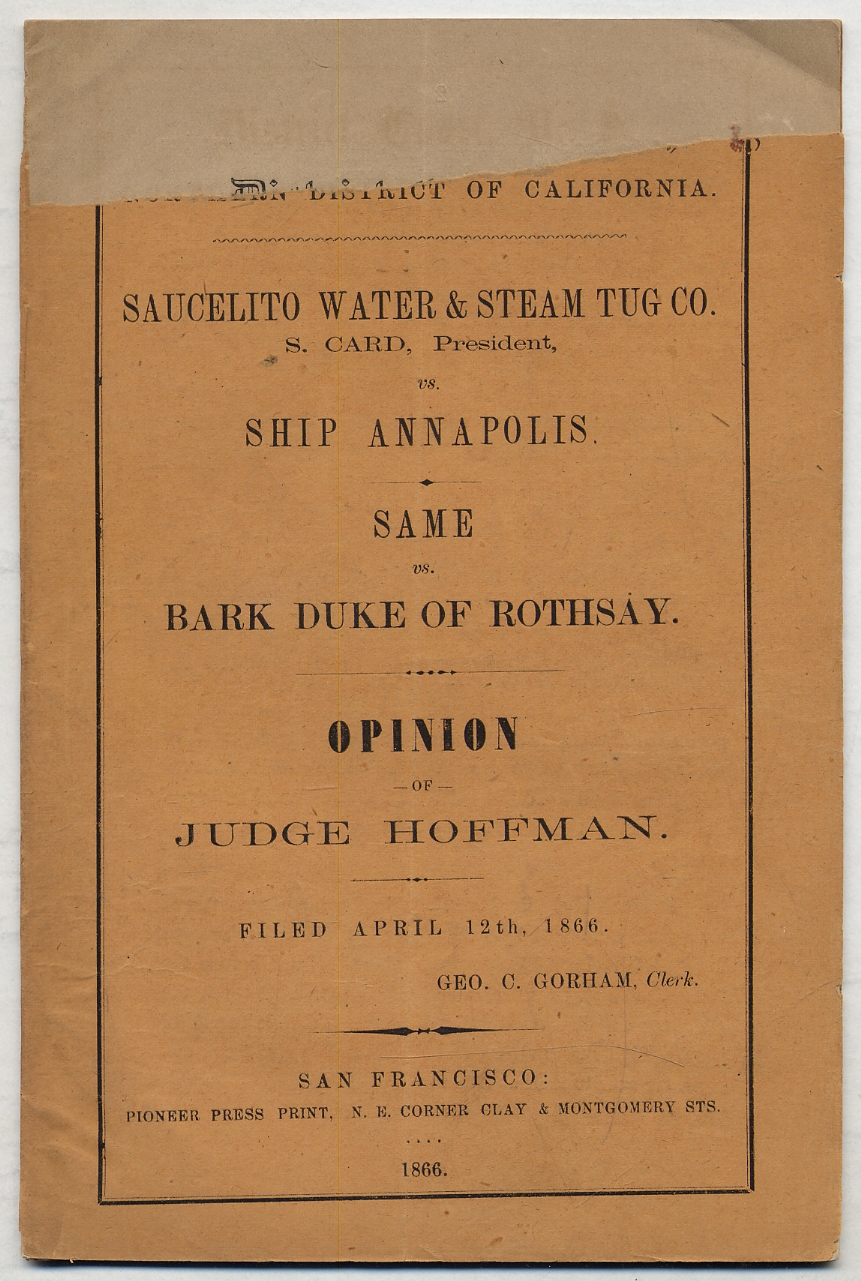 DISTRICT OF CALIFORNIA.
SAUCELITO WATER & STEAM TUG CO.
S. CARD, President,
vs.
SHIP ANNAPOLIS.
SAME
vs.
BARK DUKE OF ROTHSAY.
OPINION
—OF—
JUDGE HOFFMAN.
FILED APRIL 12th, 1866.
GEO. C. GORHAM, Clerk.
SAN FRANCISCO:
PIONEER PRESS PRINT, N. E. CORNER CLAY & MONTGOMERY STS.
....
1866.